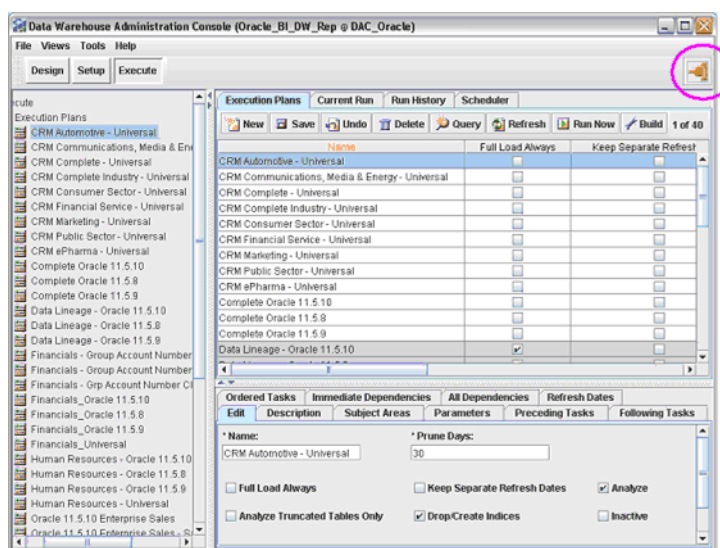 Data Warehouse Administration Console (Oracle_BI_DW_Rep @ DAC_Oracle)
File Views Tools Help
Design Setup Execute
cute
Execution Plans
CRM Automotive - Universal
CRM Communications, Media & Ene
CRM Complete - Universal
CRM Complete Industry - Universal
CRM Consumer Sector - Universal
CRM Financial Service - Universal
CRM Marketing - Universal
CRM Public Sector - Universal
CRM ePharma - Universal
Complete Oracle 11.5.10
Complete Oracle 11.5.8
Complete Oracle 11.5.9
Data Lineage - Oracle 11.5.10
Data Lineage - Oracle 11.5.8
Data Lineage - Oracle 11.5.9
Financials - Group Account Number
Financials - Group Account Number
Financials - Grp Account Number Cl
Financials_Oracle 11.5.10
Financials_Oracle 11.5.8
Financials_Oracle 11.5.9
Financials_Universal
Human Resources - Oracle 11.5.10
Human Resources - Oracle 11.5.8
Human Resources - Oracle 11.5.9
Human Resources - Universal
Oracle 11.5.10 Enterprise Sales
Oracle 11.5.10 Enterprise Sales - S
Execution Plans Current Run Run History Scheduler
New Save Undo Delete Query Refresh Run Now Build 1 of 40
Name Full Load Always Keep Separate Refresh
CRM Automotive - Universal
CRM Communications, Media & Energy - Universal
CRM Complete - Universal
CRM Complete Industry - Universal
CRM Consumer Sector - Universal
CRM Financial Service - Universal
CRM Marketing - Universal
CRM Public Sector - Universal
CRM ePharma - Universal
Complete Oracle 11.5.10
Complete Oracle 11.5.8
Complete Oracle 11.5.9
Data Lineage - Oracle 11.5.10
Ordered Tasks Immediate Dependencies All Dependencies Refresh Dates
Edit Description Subject Areas Parameters Preceding Tasks Following Tasks
* Name: * Prune Days:
CRM Automotive - Universal 30
Full Load Always Keep Separate Refresh Dates Analyze
Analyze Truncated Tables Only Drop/Create Indices Inactive